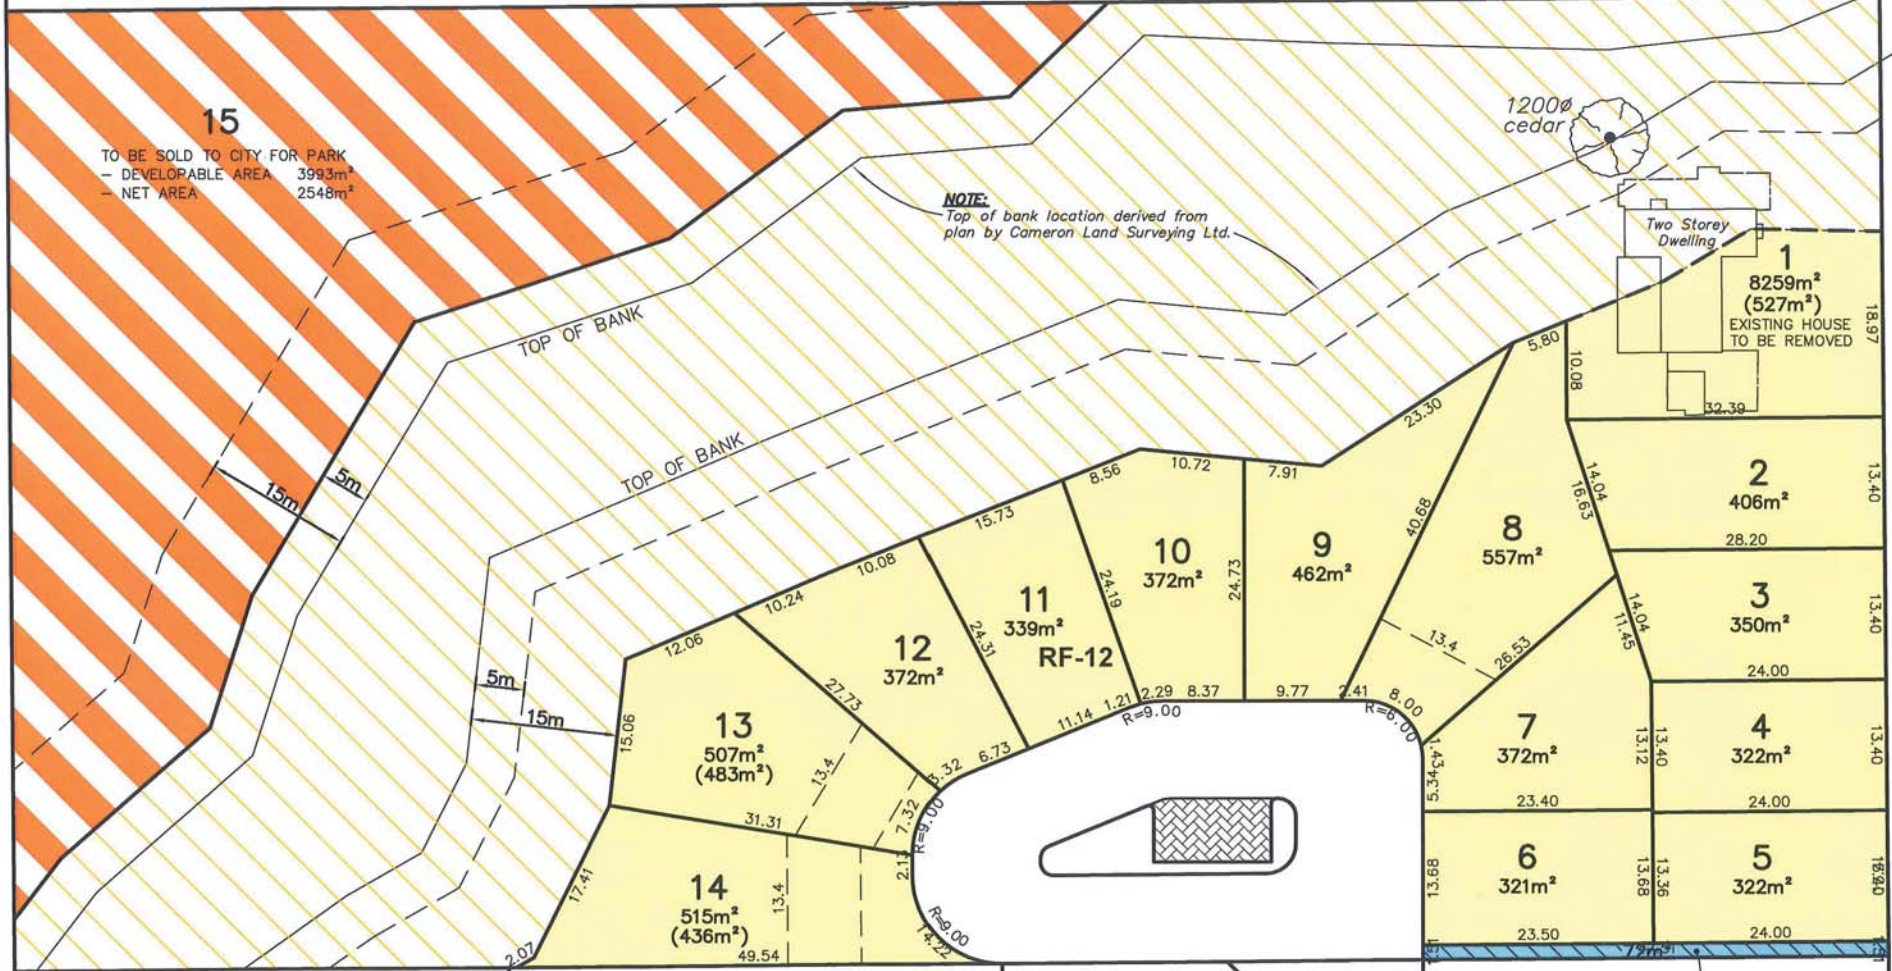 15
TO BE SOLD TO CITY FOR PARK
- DEVELOPABLE AREA 3993m²
- NET AREA 2548m²
1200ø
cedar
NOTE:
Top of bank location derived from
plan by Cameron Land Surveying Ltd.
Two Storey
Dwelling
1
8259m²
(527m²)
EXISTING HOUSE
TO BE REMOVED
18.97
10.08
32.39
5.80
TOP OF BANK
TOP OF BANK
15m
5m
5m
15m
23.30
2
406m²
13.40
14.04
16.63
28.20
3
350m²
13.40
14.04
11.45
24.00
4
322m²
13.40
13.40
24.00
5
322m²
13.36
24.00
6
321m²
13.68
13.68
23.50
7
372m²
13.12
1.43
5.34
23.40
8
557m²
40.68
13.4
26.53
8.00
2.41
R=6.00
9
462m²
7.91
24.73
9.77
10
372m²
8.56
10.72
24.19
2.29
8.37
R=9.00
11
339m²
RF-12
15.73
24.31
11.14
1.21
12
372m²
10.24
10.08
27.73
6.73
3.32
13
507m²
(483m²)
12.06
15.06
13.4
7.32
R=9.00
31.31
14
515m²
(436m²)
17.41
13.4
2.13
2.07
49.54
R=9.00
14.22